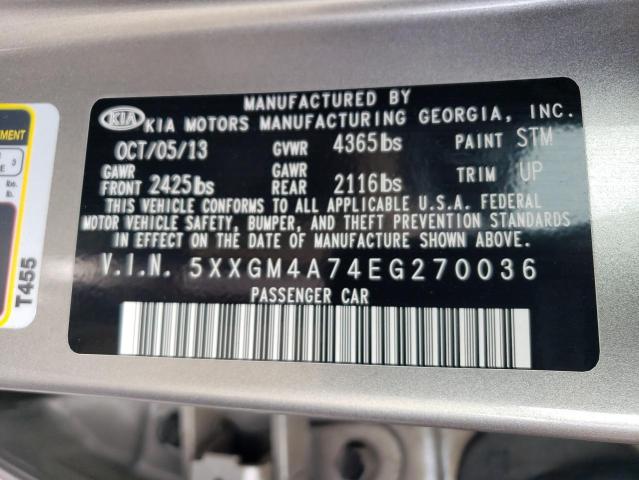 MANUFACTURED BY
KIA KIA MOTORS MANUFACTURING GEORGIA, INC.
OCT/05/13 GVWR 4365lbs PAINT STM
GAWR FRONT 2425lbs GAWR REAR 2116lbs TRIM UP
THIS VEHICLE CONFORMS TO ALL APPLICABLE U.S.A. FEDERAL
MOTOR VEHICLE SAFETY, BUMPER, AND THEFT PREVENTION STANDARDS
IN EFFECT ON THE DATE OF MANUFACTURE SHOWN ABOVE.
V.I.N. 5XXGM4A74EG270036
PASSENGER CAR
T455
3